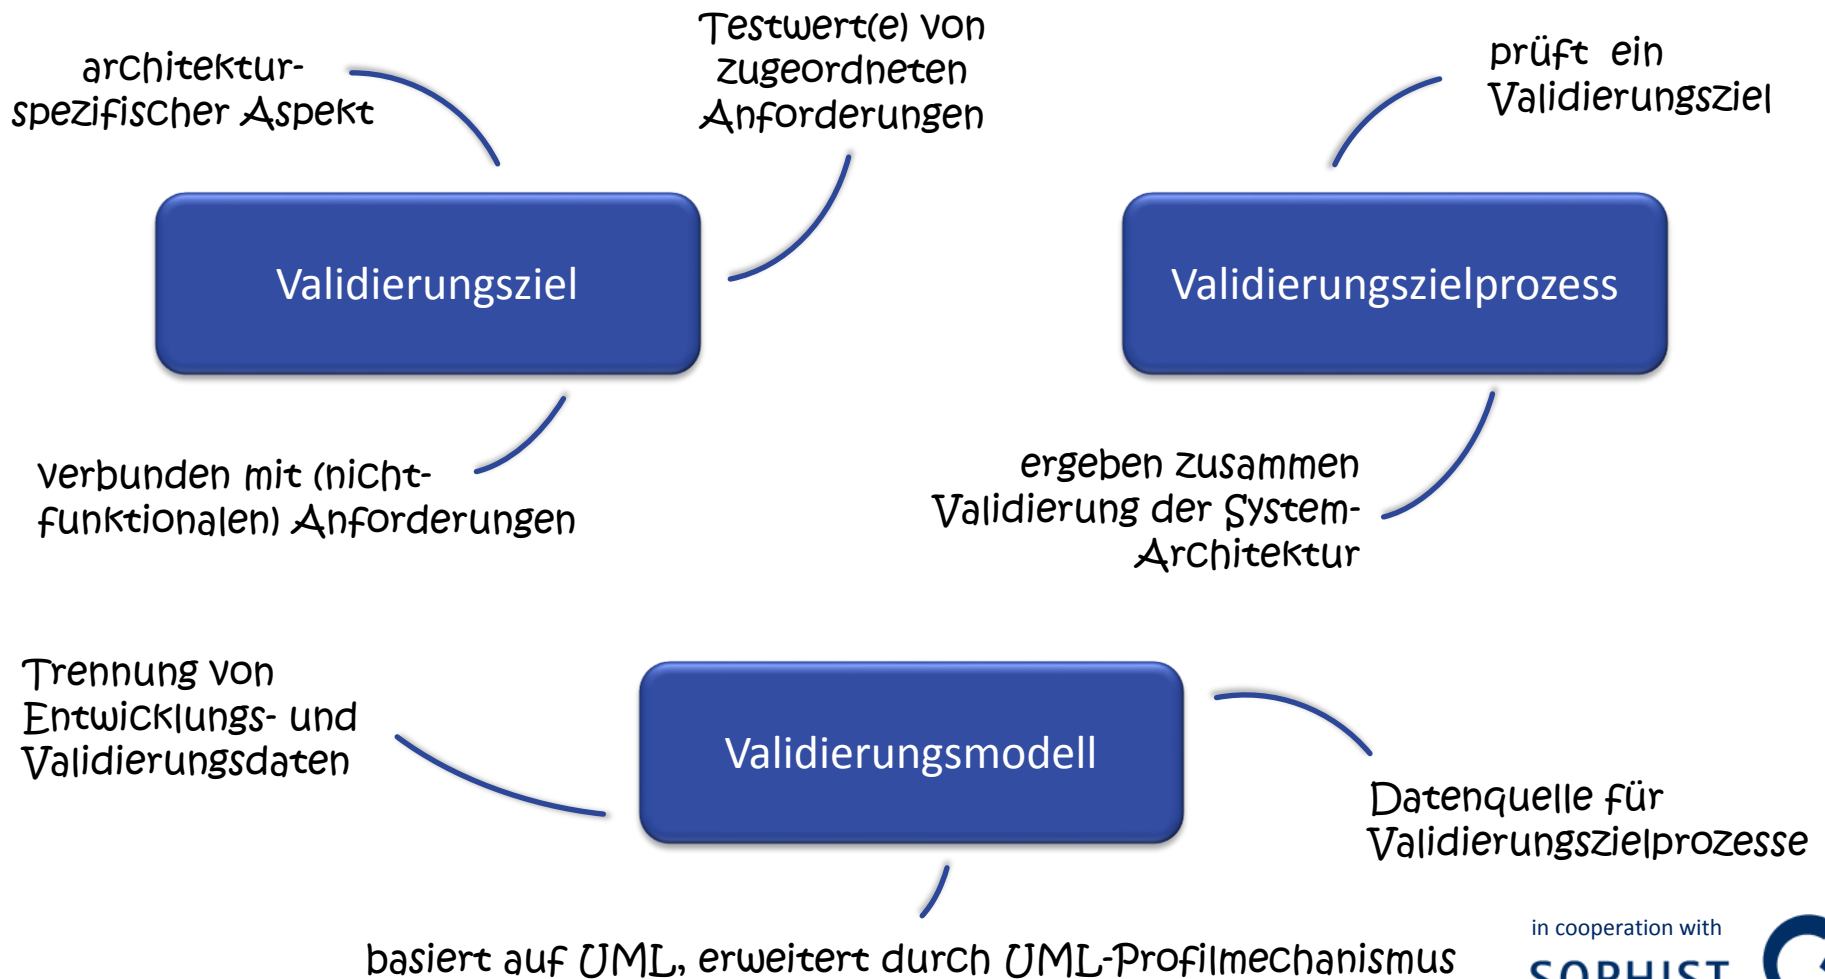 architektur-
spezifischer Aspekt
Testwert(e) von
zugeordneten
Anforderungen
Validierungsziel
verbunden mit (nicht-
funktionalen) Anforderungen
prüft ein
Validierungsziel
Validierungszielprozess
ergeben zusammen
Validierung der System-
Architektur
Trennung von
Entwicklungs- und
Validierungsdaten
Validierungsmodell
Datenquelle für
Validierungszielprozesse
basiert auf UML, erweitert durch UML-Profilmechanismus
in cooperation with
SOPHIST